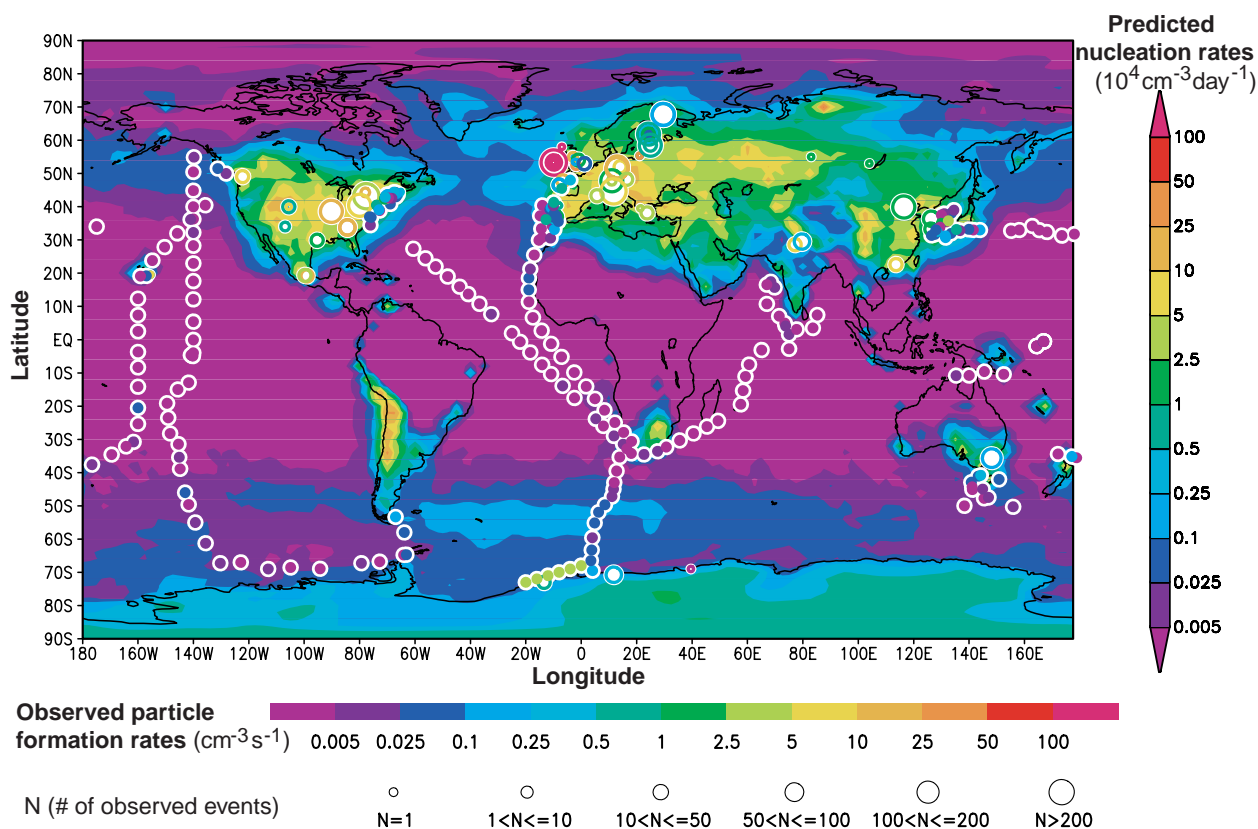 Predicted
nucleation rates
(10⁴cm⁻³day⁻¹)
90N
80N
70N
60N
50N
40N
30N
20N
10N
EQ
10S
20S
30S
40S
50S
60S
70S
80S
90S
Latitude
180 160W 140W 120W 100W 80W 60W 40W 20W 0 20E 40E 60E 80E 100E 120E 140E 160E
Longitude
100
50
25
10
5
2.5
1
0.5
0.25
0.1
0.025
0.005
Observed particle
formation rates (cm⁻³s⁻¹)
0.005 0.025 0.1 0.25 0.5 1 2.5 5 10 25 50 100
N (# of observed events)
N=1 1<N<=10 10<N<=50 50<N<=100 100<N<=200 N>200